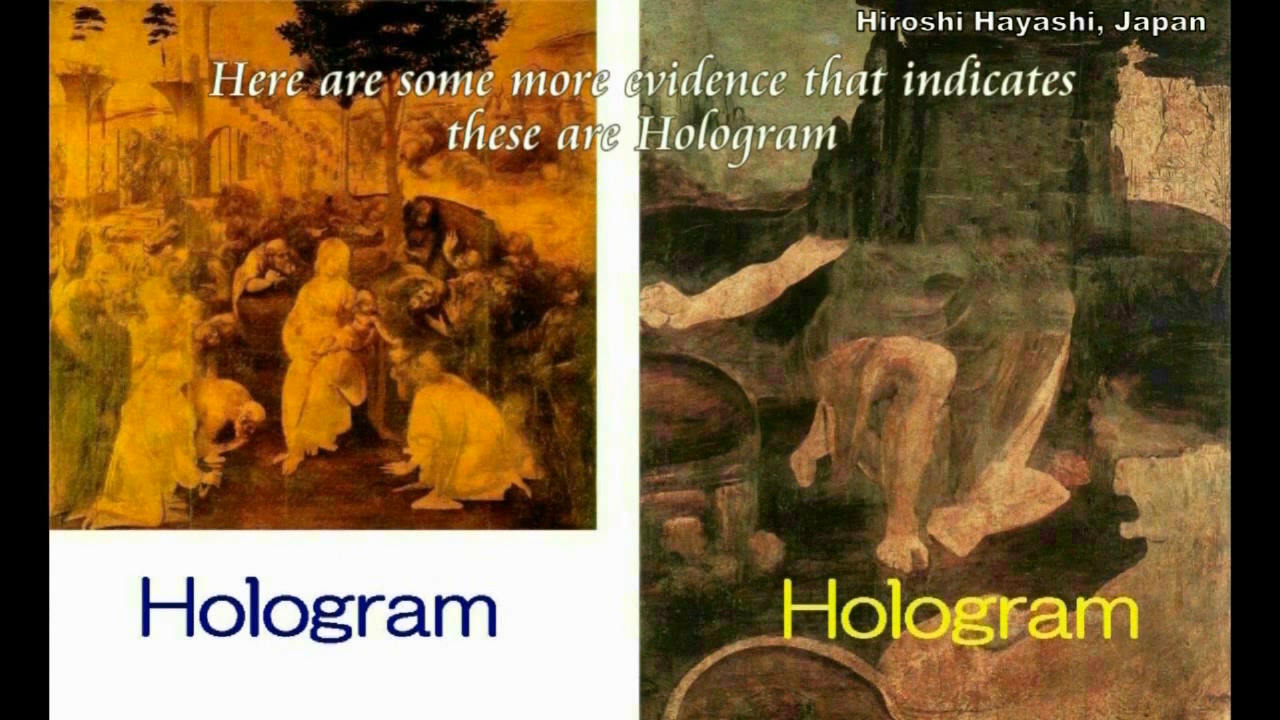 Hiroshi Hayashi, Japan
Here are some more evidence that indicates
these are Hologram
Hologram
Hologram